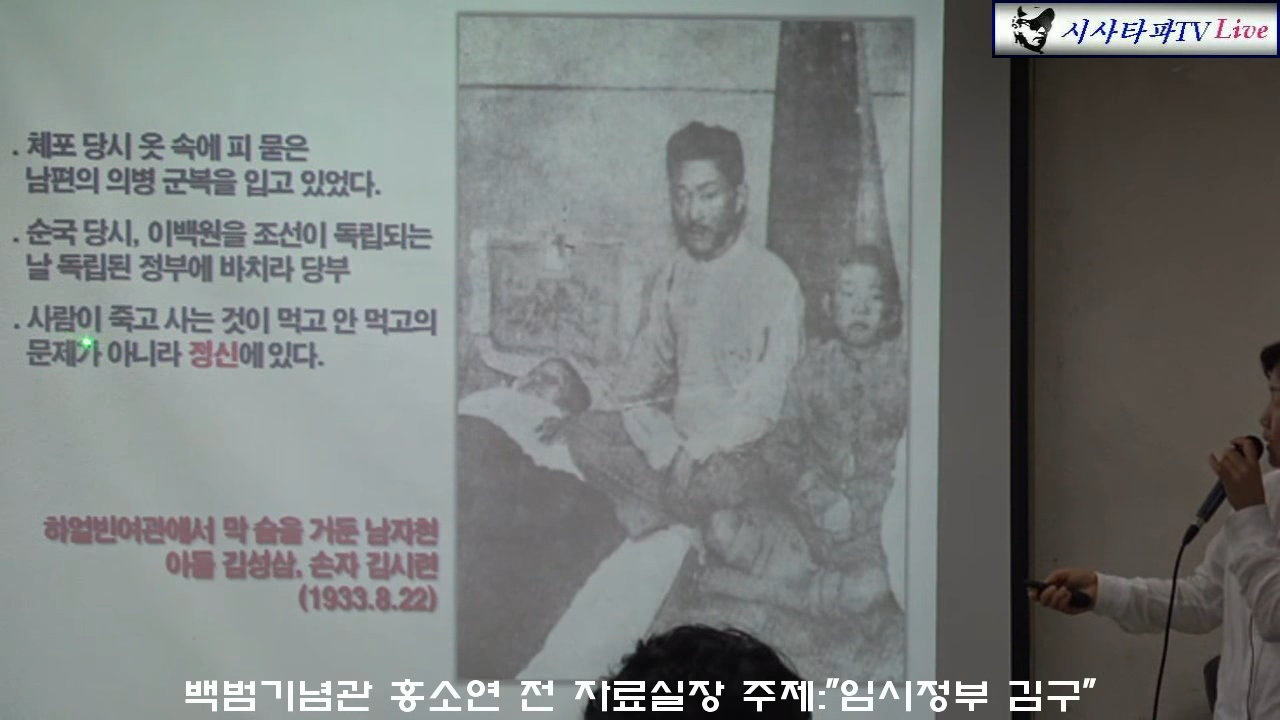 시사타파TV Live
. 체포 당시 옷 속에 피 묻은
남편의 의병 군복을 입고 있었다.
. 순국 당시, 이백원을 조선이 독립되는
날 독립된 정부에 바치라 당부
. 사람이 죽고 사는 것이 먹고 안 먹고의
문제가 아니라 정신에 있다.
하얼빈여관에서 막 숨을 거둔 남자현
아들 김성삼, 손자 김시련
(1933.8.22)
백범기념관 홍소연 전 자료실장 주제:"임시정부 김구"